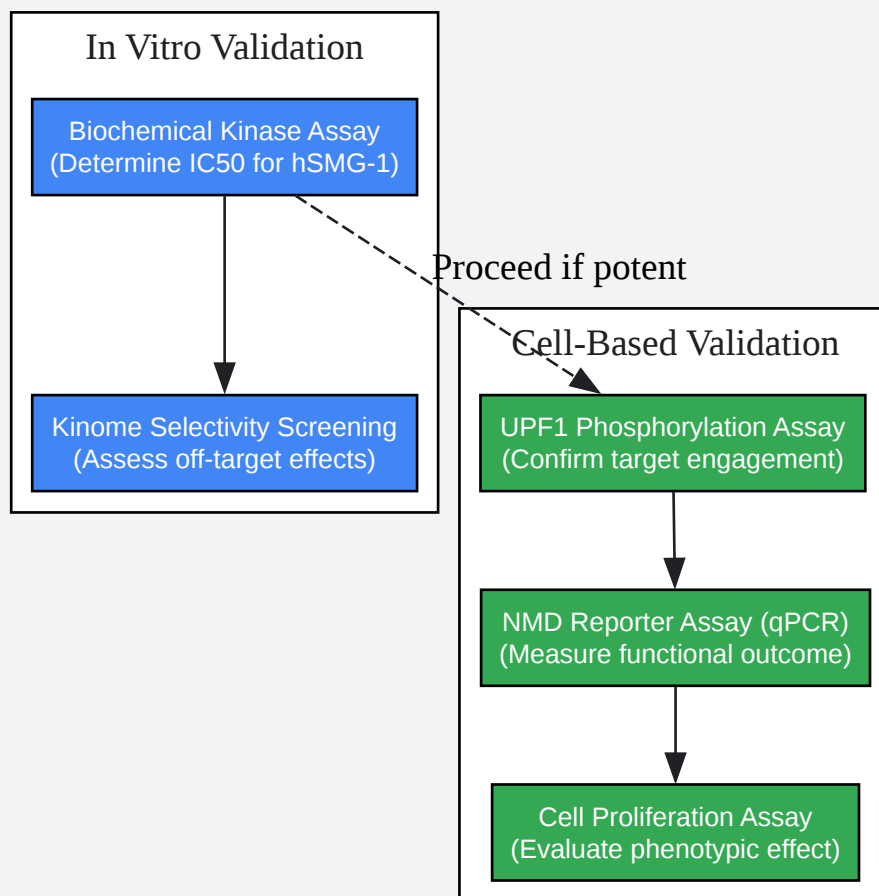 In Vitro Validation
Biochemical Kinase Assay
(Determine IC50 for hSMG-1)
Proceed if potent
Kinome Selectivity Screening
(Assess off-target effects)
Cell-Based Validation
UPF1 Phosphorylation Assay
(Confirm target engagement)
NMD Reporter Assay (qPCR)
(Measure functional outcome)
Cell Proliferation Assay
(Evaluate phenotypic effect)